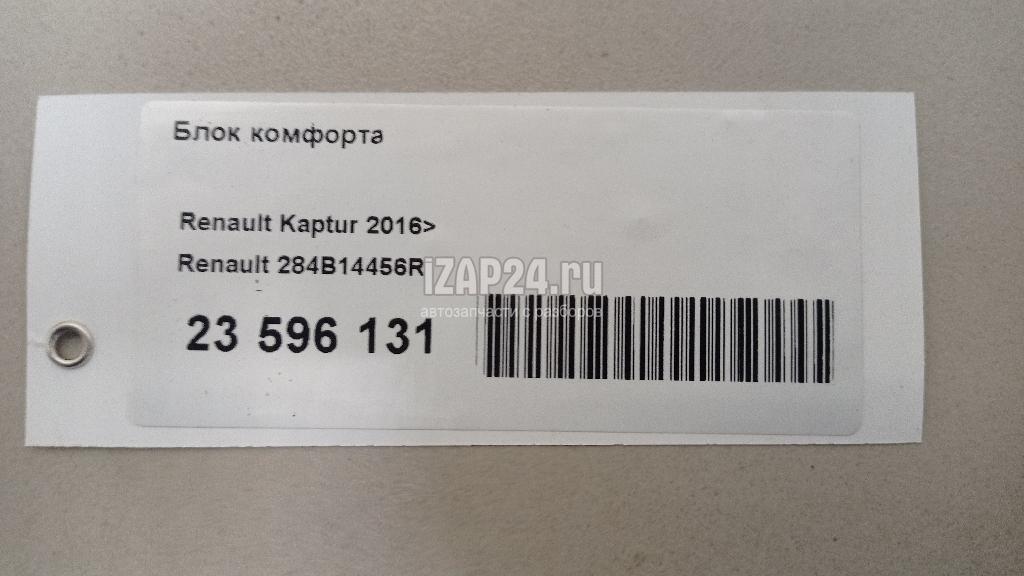 Блок комфорта
Renault Kaptur 2016>
Renault 284B14456R
iZAP24.ru
автозапчасти с разборов
23 596 131